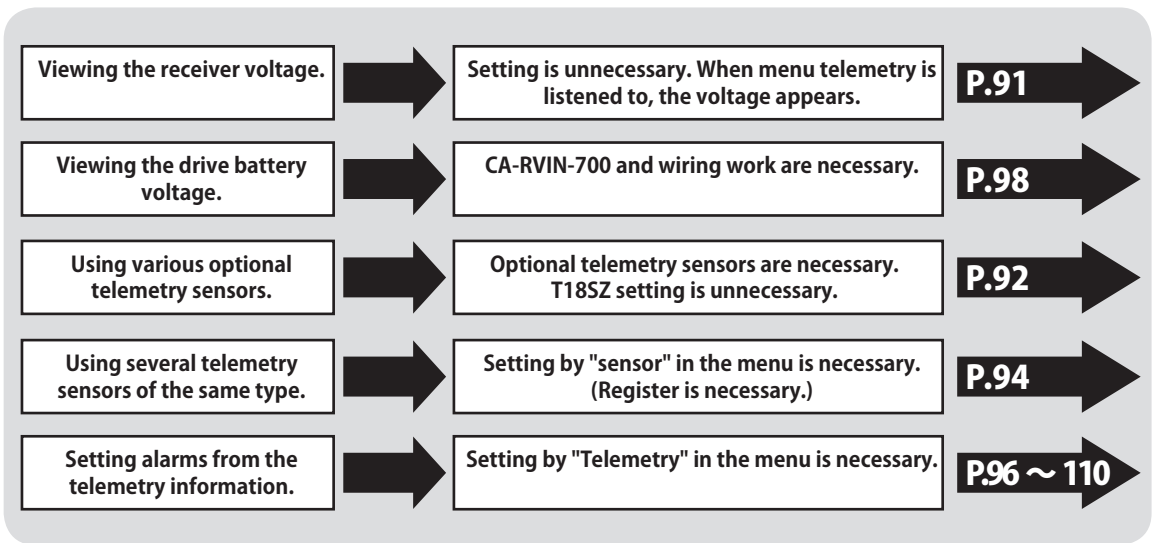 Viewing the receiver voltage.
Setting is unnecessary. When menu telemetry is
listened to, the voltage appears.
P.91
Viewing the drive battery
voltage.
CA-RVIN-700 and wiring work are necessary.
P.98
Using various optional
telemetry sensors.
Optional telemetry sensors are necessary.
T18SZ setting is unnecessary.
P.92
Using several telemetry
sensors of the same type.
Setting by "sensor" in the menu is necessary.
(Register is necessary.)
P.94
Setting alarms from the
telemetry information.
Setting by "Telemetry" in the menu is necessary.
P.96 ～ 110